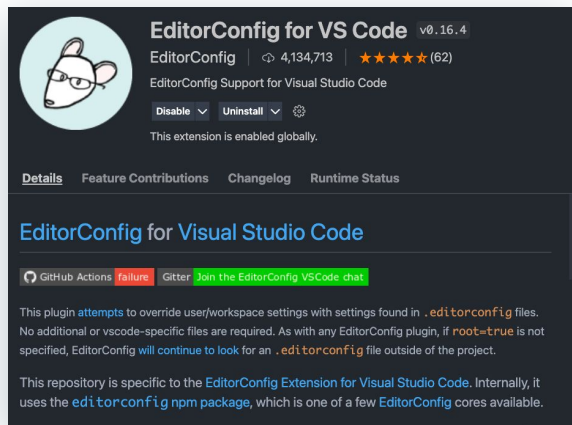 EditorConfig for VS Code v0.16.4
EditorConfig 4,134,713 (62)
EditorConfig Support for Visual Studio Code
Disable Uninstall
This extension is enabled globally.
Details Feature Contributions Changelog Runtime Status
EditorConfig for Visual Studio Code
GitHub Actions failure Gitter Join the EditorConfig VSCode chat
This plugin attempts to override user/workspace settings with settings found in .editorconfig files.
No additional or vscode-specific files are required. As with any EditorConfig plugin, if root=true is not
specified, EditorConfig will continue to look for an .editorconfig file outside of the project.
This repository is specific to the EditorConfig Extension for Visual Studio Code. Internally, it
uses the editorconfig npm package, which is one of a few EditorConfig cores available.